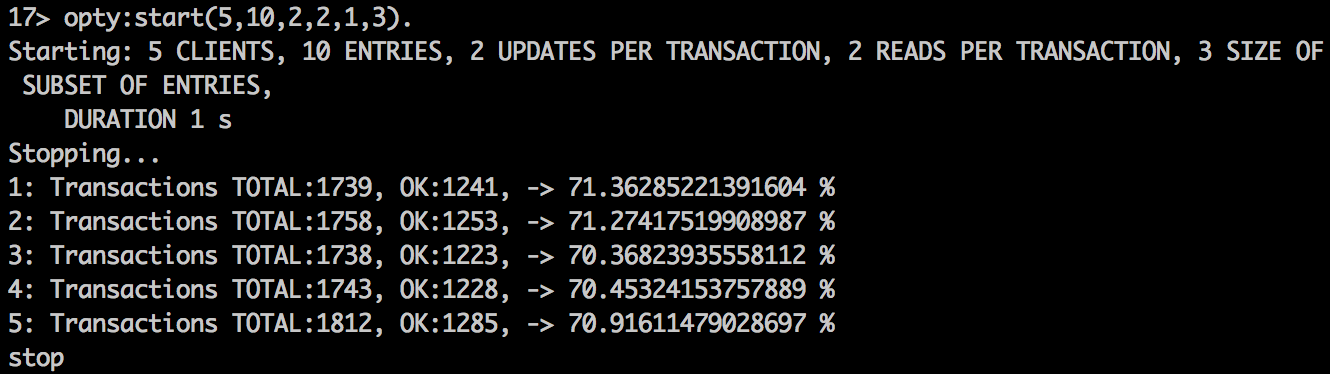 17> opty:start(5,10,2,2,1,3).
Starting: 5 CLIENTS, 10 ENTRIES, 2 UPDATES PER TRANSACTION, 2 READS PER TRANSACTION, 3 SIZE OF
 SUBSET OF ENTRIES,
    DURATION 1 s
Stopping...
1: Transactions TOTAL:1739, OK:1241, -> 71.36285221391604 %
2: Transactions TOTAL:1758, OK:1253, -> 71.27417519908987 %
3: Transactions TOTAL:1738, OK:1223, -> 70.36823935558112 %
4: Transactions TOTAL:1743, OK:1228, -> 70.45324153757889 %
5: Transactions TOTAL:1812, OK:1285, -> 70.91611479028697 %
stop